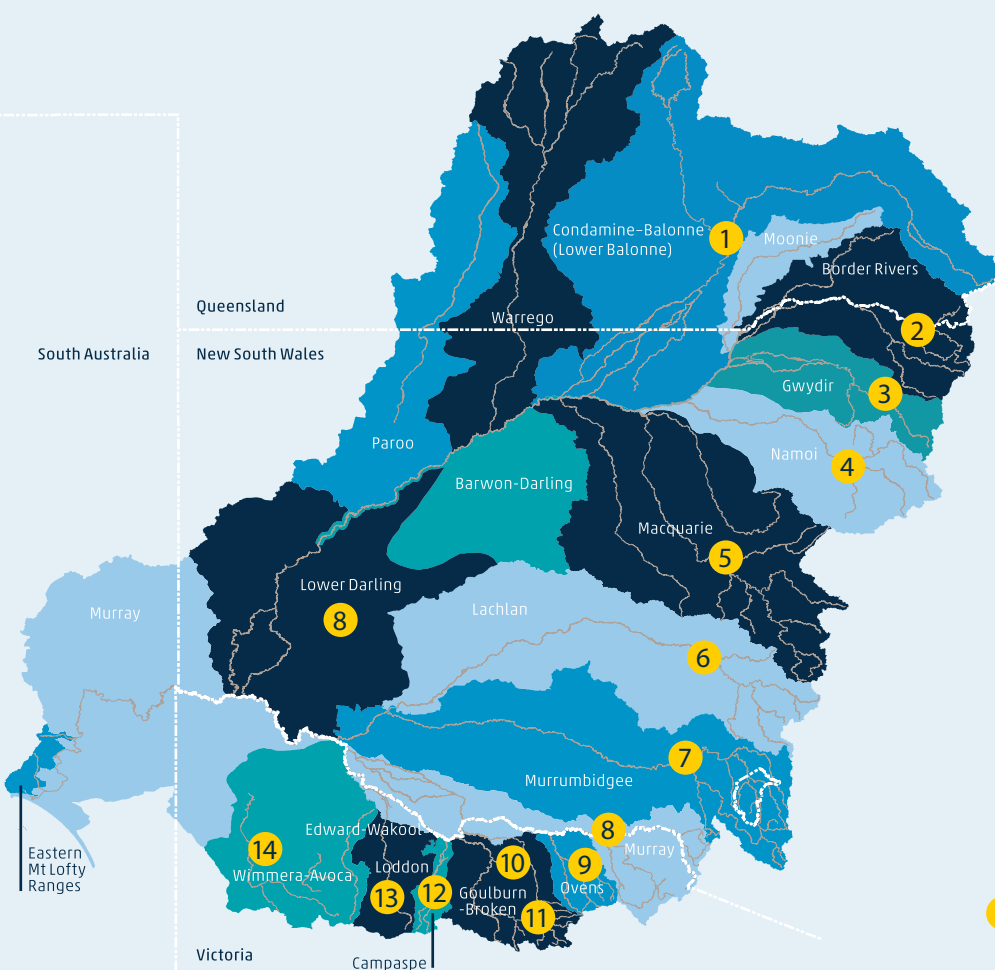 Condamine–Balonne
(Lower Balonne)
1
Moonie
Border Rivers
Queensland
Warrego
2
South Australia
New South Wales
Gwydir
3
Paroo
Namoi
4
Barwon-Darling
Macquarie
5
Lower Darling
8
Murray
Lachlan
6
7
Murrumbidgee
8
Edward-Wakool
Murray
14
Wimmera-Avoca
Loddon
13
12
10
Goulburn
-Broken
11
9
Ovens
Eastern
Mt Lofty
Ranges
Victoria
Campaspe